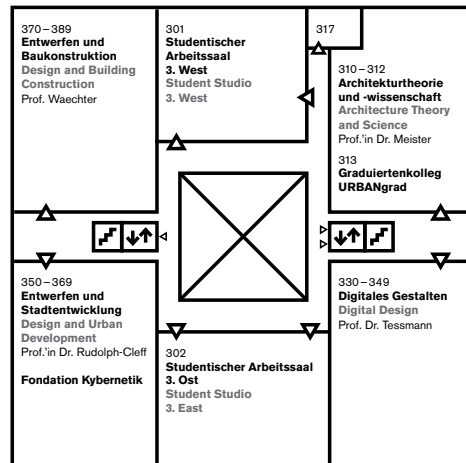 370–389
Entwerfen und
Baukonstruktion
Design and Building
Construction
Prof. Waechter
301
Studentischer
Arbeitssaal
3. West
Student Studio
3. West
317
310–312
Architekturtheorie
und -wissenschaft
Architecture Theory
and Science
Prof.'in Dr. Meister
313
Graduiertenkolleg
URBANgrad
350–369
Entwerfen und
Stadtentwicklung
Design and Urban
Development
Prof.'in Dr. Rudolph-Cleff
Fondation Kybernetik
302
Studentischer Arbeitssaal
3. Ost
Student Studio
3. East
330–349
Digitales Gestalten
Digital Design
Prof. Dr. Tessmann